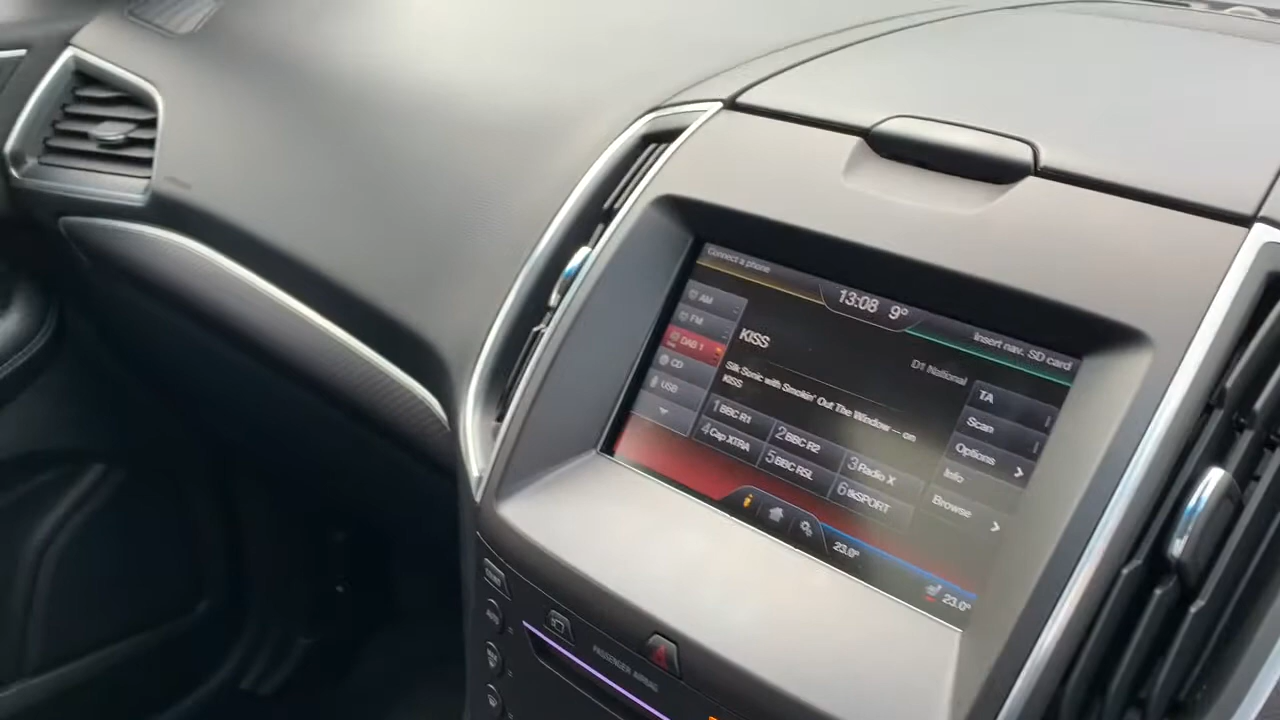 Connect a phone
13:08 9°
Insert nav. SD card
AM
FM
DAB 1
CD
USB
KISS
D1 National
Silk Sonic with Smokin' Out The Window — on
KISS
1 BBC R1
2 BBC R2
3 Radio X
4 Cap XTRA
5 BBC R5L
6 tlkSPORT
TA
Scan
Options
Info
Browse
23.0°
23.0°
PASSENGER AIRBAG